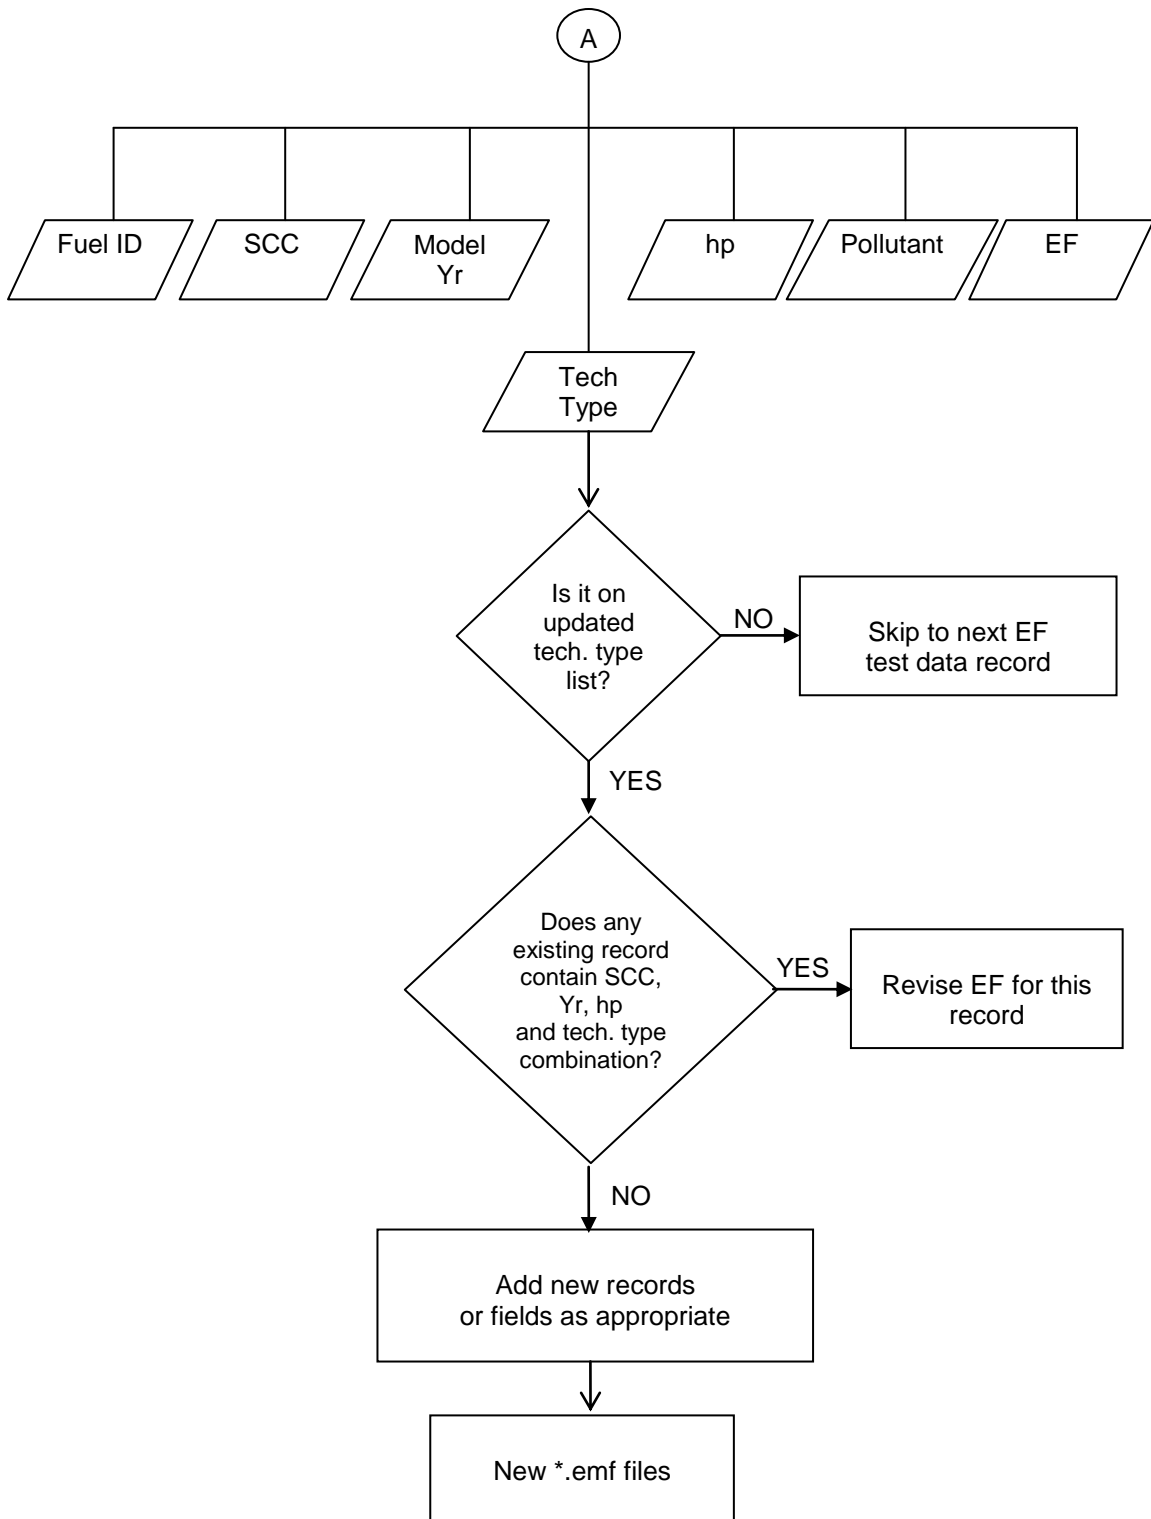 A
Fuel ID
SCC
Model
Yr
hp
Pollutant
EF
Tech
Type
Is it on
updated
tech. type
list?
NO
Skip to next EF
test data record
YES
Does any
existing record
contain SCC,
Yr, hp
and tech. type
combination?
YES
Revise EF for this
record
NO
Add new records
or fields as appropriate
New *.emf files